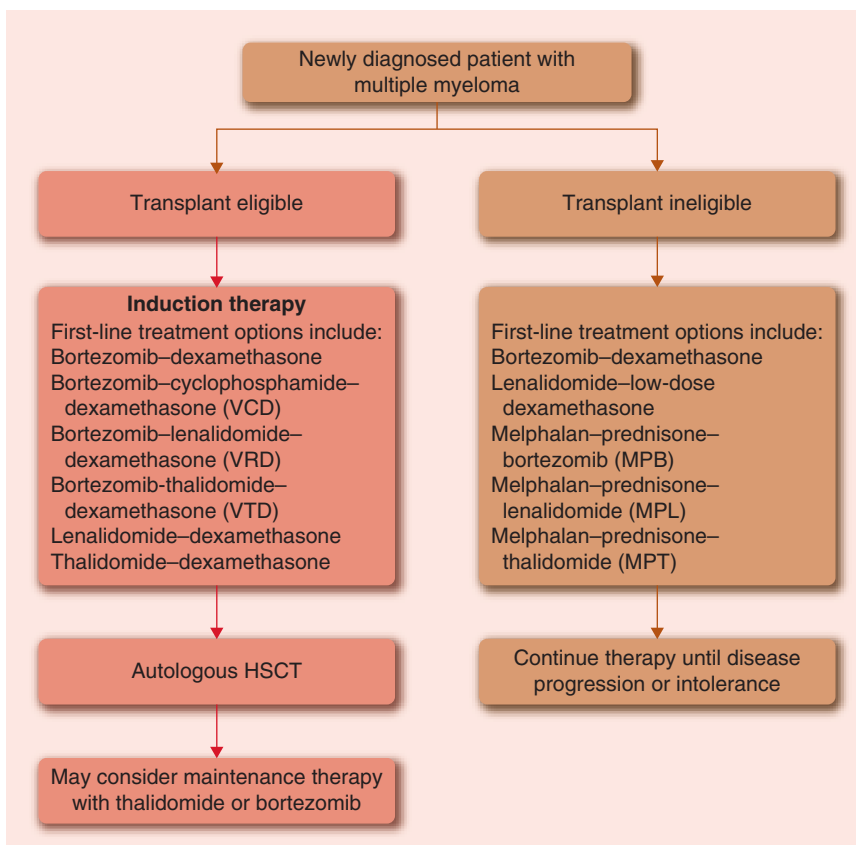 Newly diagnosed patient with
multiple myeloma
Transplant eligible
Transplant ineligible
Induction therapy
First-line treatment options include:
Bortezomib–dexamethasone
Bortezomib–cyclophosphamide–
dexamethasone (VCD)
Bortezomib–lenalidomide–
dexamethasone (VRD)
Bortezomib-thalidomide–
dexamethasone (VTD)
Lenalidomide–dexamethasone
Thalidomide–dexamethasone
First-line treatment options include:
Bortezomib–dexamethasone
Lenalidomide–low-dose
dexamethasone
Melphalan–prednisone–
bortezomib (MPB)
Melphalan–prednisone–
lenalidomide (MPL)
Melphalan–prednisone–
thalidomide (MPT)
Autologous HSCT
Continue therapy until disease
progression or intolerance
May consider maintenance therapy
with thalidomide or bortezomib